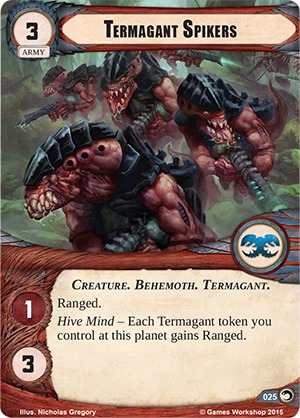 3
ARMY
TERMAGANT SPIKERS
CREATURE. BEHEMOTH. TERMAGANT.
1
Ranged.
Hive Mind – Each Termagant token you
control at this planet gains Ranged.
3
025
Illus. Nicholas Gregory
© Games Workshop 2015